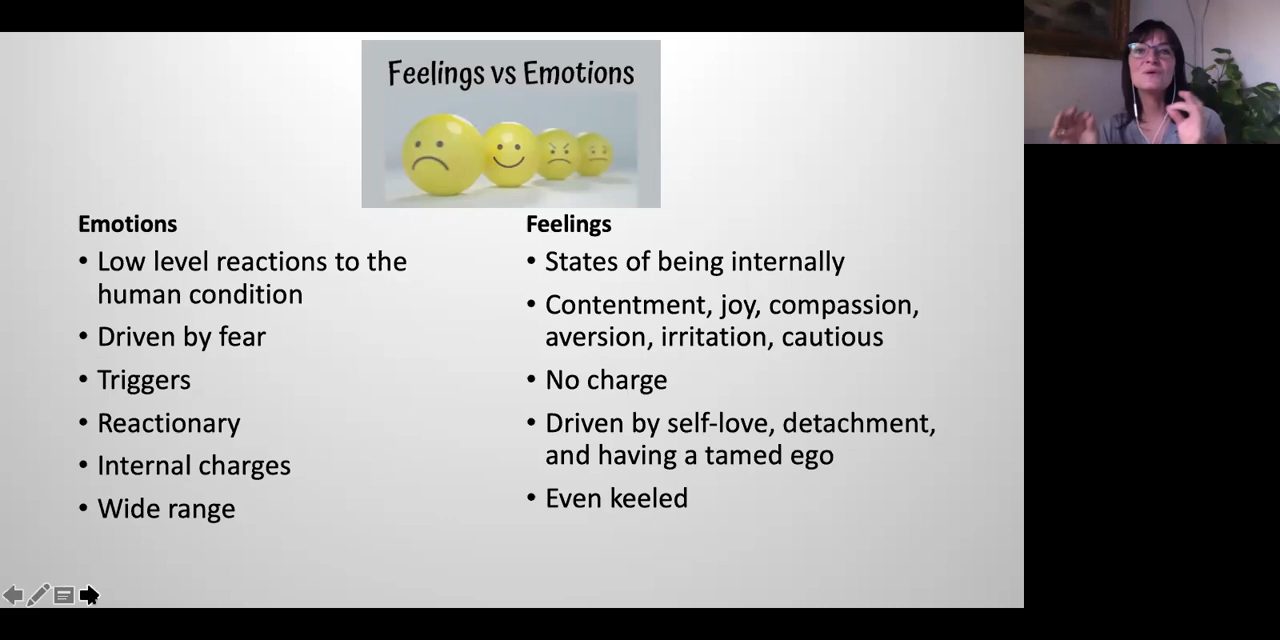 Feelings vs Emotions
Emotions
• Low level reactions to the
human condition
• Driven by fear
• Triggers
• Reactionary
• Internal charges
• Wide range
Feelings
• States of being internally
• Contentment, joy, compassion,
aversion, irritation, cautious
• No charge
• Driven by self-love, detachment,
and having a tamed ego
• Even keeled